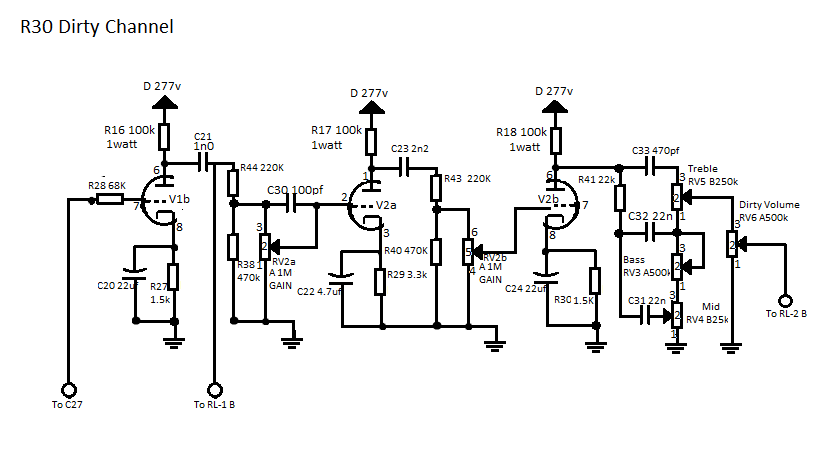 R30 Dirty Channel
D 277v
D 277v
D 277v
R16 100k
1watt
C21
1n0
R17 100k
1watt
C23 2n2
R18 100k
1watt
C33 470pf
R28 68K
6
7
V1b
8
R44 220K
C30 100pf
1
2
V2a
3
R43 220K
6
V2b
7
8
R41 22k
Treble
RV5 B250k
3
2
1
C32 22n
Dirty Volume
RV6 A500k
3
2
1
C20 22uf
R27
1.5k
R38
470k
3
2
1
RV2a
A 1M
GAIN
C22 4.7uf
R29 3.3k
R40 470K
6
5
4
RV2b
A 1M
GAIN
C24 22uf
R30 1.5K
Bass
RV3 A500k
3
2
1
C31 22n
Mid
RV4 B25k
3
2
1
To RL-2 B
To C27
To RL-1 B